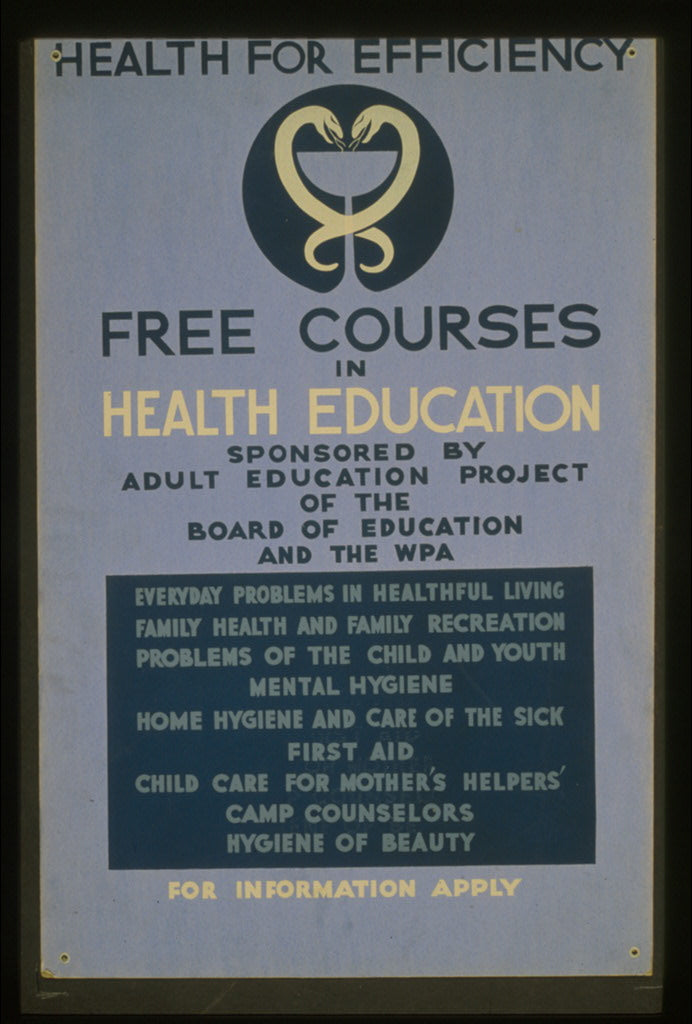 HEALTH FOR EFFICIENCY
FREE COURSES
IN
HEALTH EDUCATION
SPONSORED BY
ADULT EDUCATION PROJECT
OF THE
BOARD OF EDUCATION
AND THE WPA
EVERYDAY PROBLEMS IN HEALTHFUL LIVING
FAMILY HEALTH AND FAMILY RECREATION
PROBLEMS OF THE CHILD AND YOUTH
MENTAL HYGIENE
HOME HYGIENE AND CARE OF THE SICK
FIRST AID
CHILD CARE FOR MOTHER'S HELPERS'
CAMP COUNSELORS
HYGIENE OF BEAUTY
FOR INFORMATION APPLY